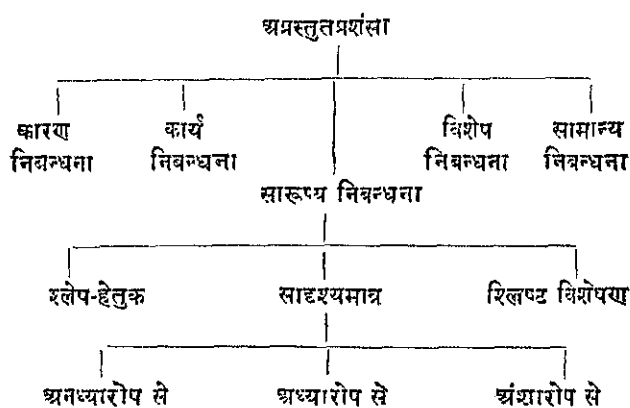 अप्रस्तुतप्रशंसा
कारण निबन्धना
कार्य निबन्धना
सारूप्य निबन्धना
विशेष निबन्धना
सामान्य निबन्धना
श्लेष-हेतुक
सादृश्यमात्र
श्लिष्ट विशेषण
अनध्यारोप से
अध्यारोप से
अंशारोप से